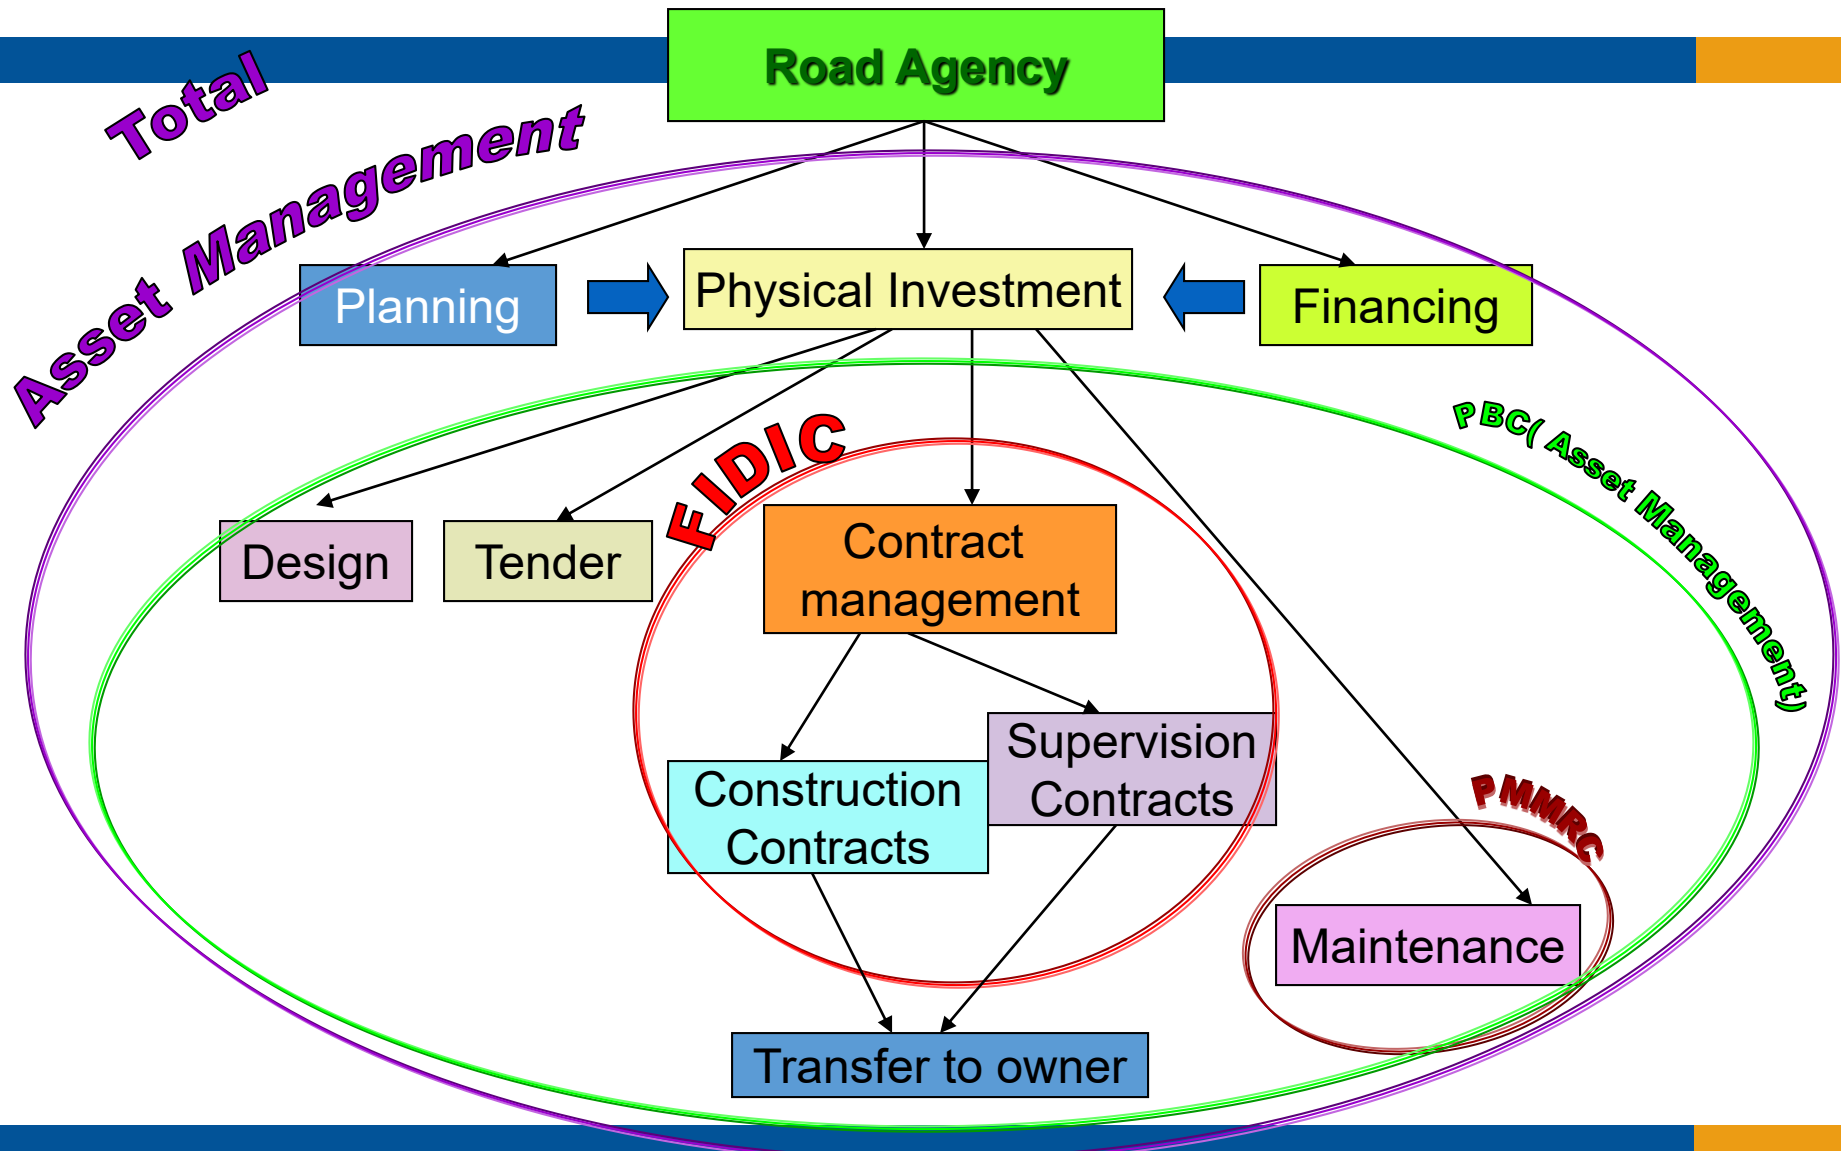 Road Agency
Total
Asset Management
Planning
Physical Investment
Financing
PBC( Asset Management)
FIDIC
Design
Tender
Contract
management
Supervision
Contracts
Construction
Contracts
PMMRC
Maintenance
Transfer to owner